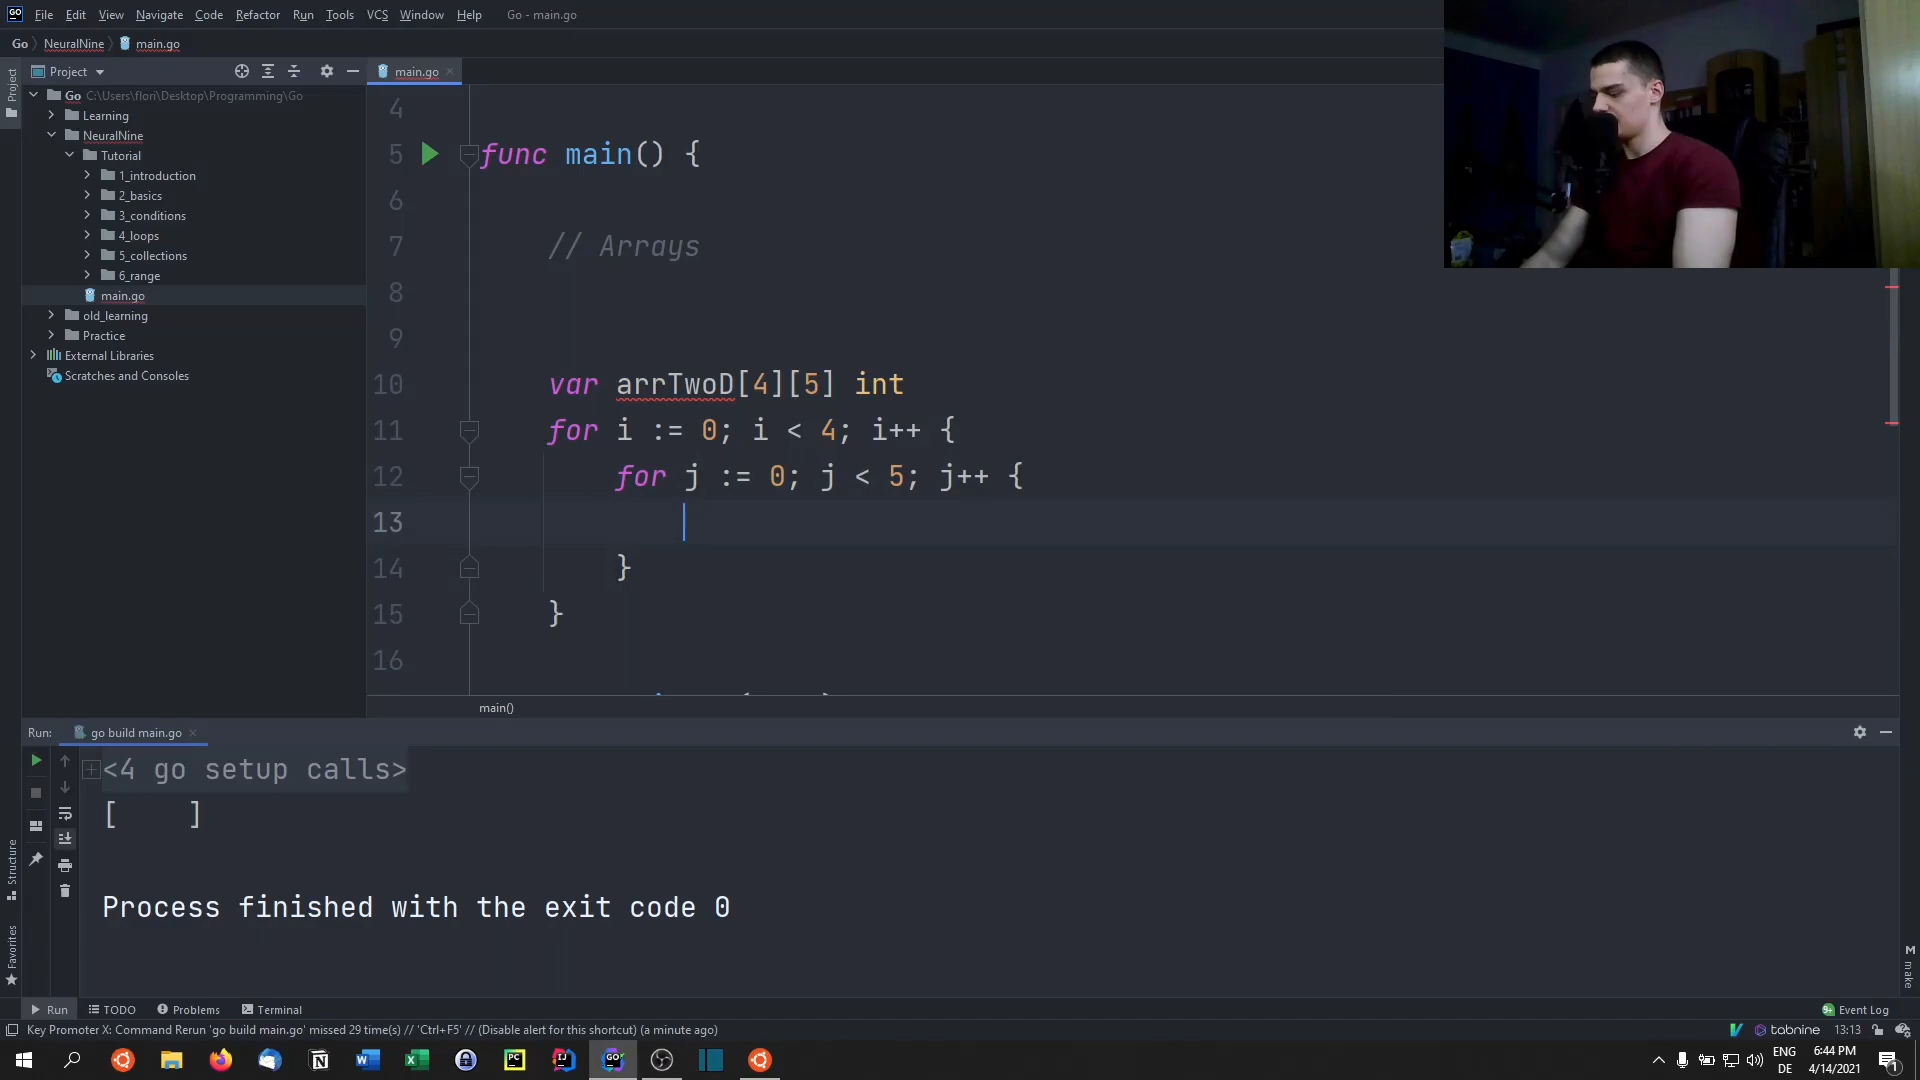 GO File Edit View Navigate Code Refactor Run Tools VCS Window Help Go - main.go
Go NeuralNine main.go
Project main.go
Project
Go C:\Users\flori\Desktop\Programming\Go
Learning
NeuralNine
Tutorial
1_introduction
2_basics
3_conditions
4_loops
5_collections
6_range
main.go
old_learning
Practice
External Libraries
Scratches and Consoles
4
5 func main() {
6
7 // Arrays
8
9
10 var arrTwoD[4][5] int
11 for i := 0; i < 4; i++ {
12 for j := 0; j < 5; j++ {
13
14 }
15 }
16
main()
Run: go build main.go
<4 go setup calls>
[ ]
Process finished with the exit code 0
Structure
Favorites
make
Run TODO Problems Terminal Event Log
Key Promoter X: Command Rerun 'go build main.go' missed 29 time(s) // 'Ctrl+F5' // (Disable alert for this shortcut) (a minute ago) tabnine 13:13
ENG 6:44 PM
DE 4/14/2021